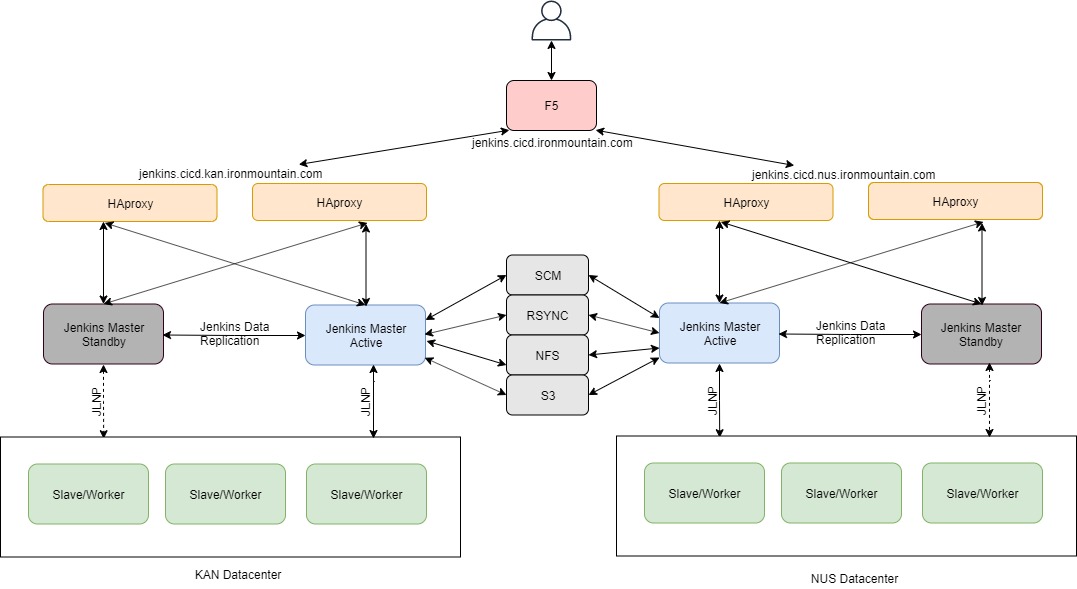 F5
jenkins.cicd.ironmountain.com
jenkins.cicd.kan.ironmountain.com
jenkins.cicd.nus.ironmountain.com
HAproxy
HAproxy
HAproxy
HAproxy
SCM
RSYNC
NFS
S3
Jenkins Master
Standby
Jenkins Data
Replication
Jenkins Master
Active
Jenkins Master
Active
Jenkins Data
Replication
Jenkins Master
Standby
JLNP
JLNP
JLNP
JLNP
Slave/Worker
Slave/Worker
Slave/Worker
Slave/Worker
Slave/Worker
Slave/Worker
KAN Datacenter
NUS Datacenter